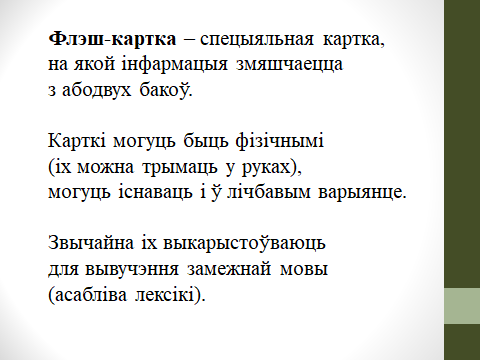 Флэш-картка – спецыяльная картка,
на якой інфармацыя змяшчаецца
з абодвух бакоў.
Карткі могуць быць фізічнымі
(іх можна трымаць у руках),
могуць існаваць і ў лічбавым варыянце.
Звычайна іх выкарыстоўваюць
для вывучэння замежнай мовы
(асабліва лексікі).